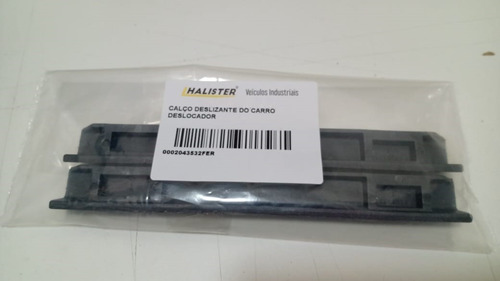 HALISTER Veículos Industriais
CALÇO DESLIZANTE DO CARRO
DESLOCADOR
0002043532FER